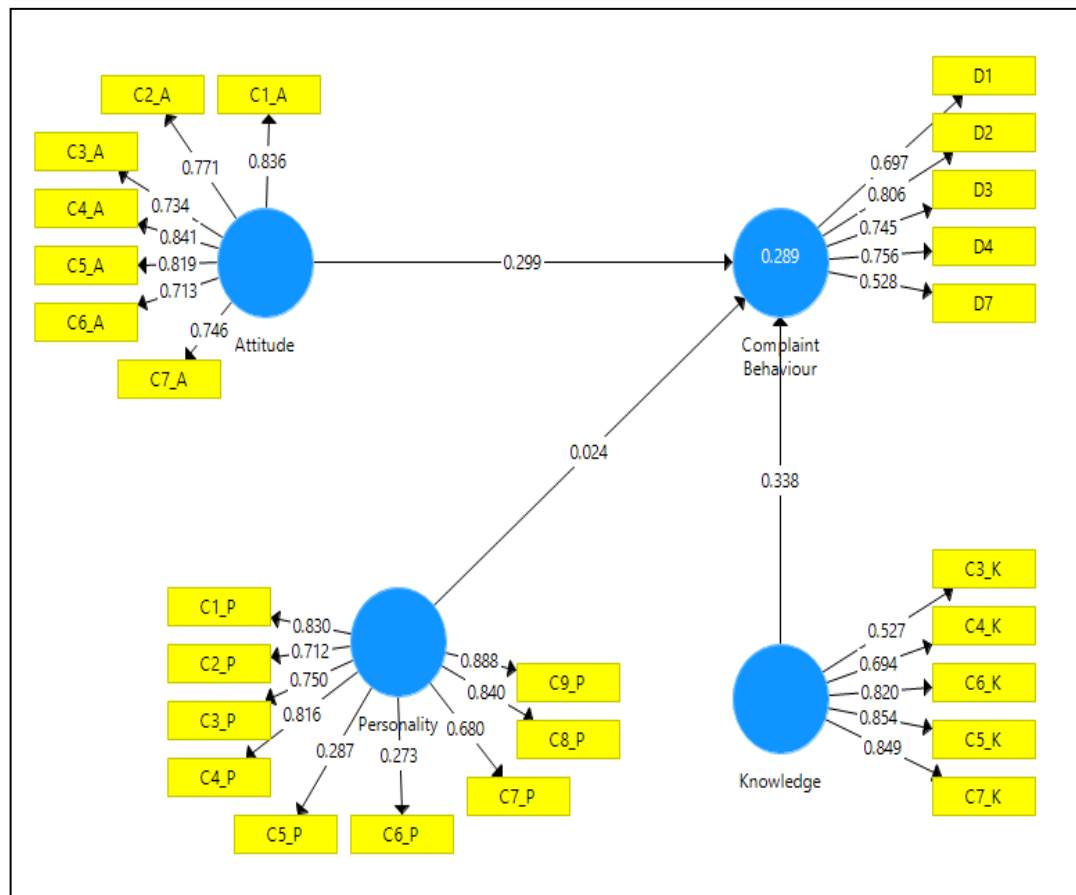 C2_A
C1_A
C3_A
C4_A
C5_A
C6_A
C7_A
0.771
0.836
0.734
0.841
0.819
0.713
0.746
Attitude
0.299
0.289
Complaint
Behaviour
D1
D2
D3
D4
D7
0.697
0.806
0.745
0.756
0.528
0.024
0.338
C1_P
C2_P
C3_P
C4_P
C5_P
C6_P
C7_P
C8_P
C9_P
0.830
0.712
0.750
0.816
0.287
0.273
0.680
0.840
0.888
Personality
C3_K
C4_K
C6_K
C5_K
C7_K
0.527
0.694
0.820
0.854
0.849
Knowledge